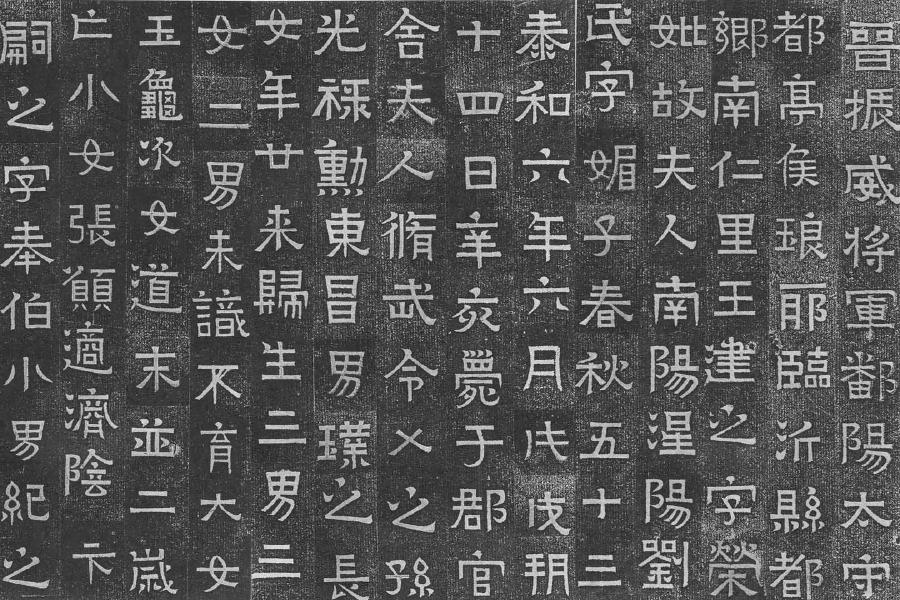 晉振威將軍鄱陽太守
都亭侯琅耶臨沂縣都
鄉南仁里王建之字榮
妣故夫人南陽涅陽劉
氏字媚子春秋五十三
泰和六年六月戊戌朔
十四日辛亥薨于郡官
舍夫人脩武令乂之孫
光祿勳東昌男璞之長
女年廿来歸生三男三
女二男未識不育大女
玉龜次女道末並二歲
亡小女張願適濟陰卞
嗣之字奉伯小男紀之